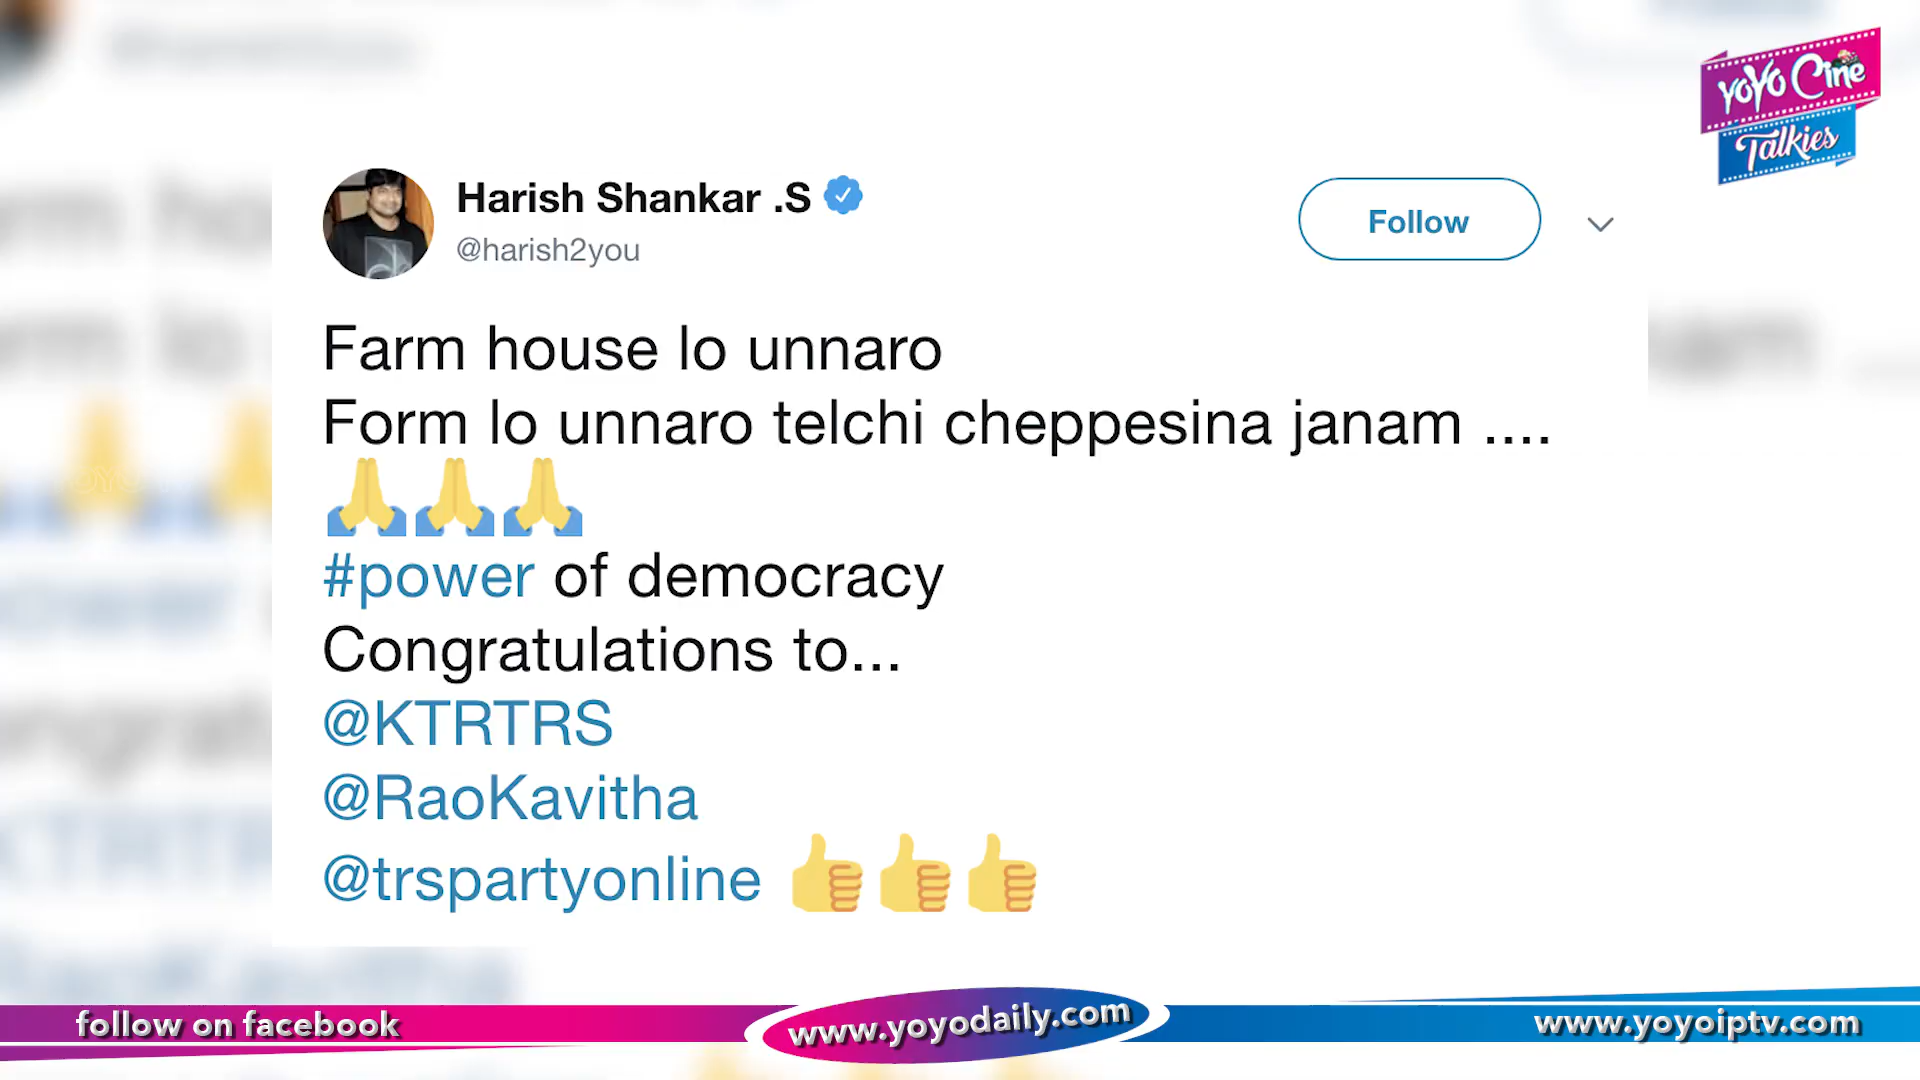 YOYO Cine
Talkies
Harish Shankar .S
@harish2you
Follow
Farm house lo unnaro
Form lo unnaro telchi cheppesina janam ....
🙏🙏🙏
#power of democracy
Congratulations to...
@KTRTRS
@RaoKavitha
@trspartyonline 👍👍👍
follow on facebook
www.yoyodaily.com
www.yoyoiptv.com